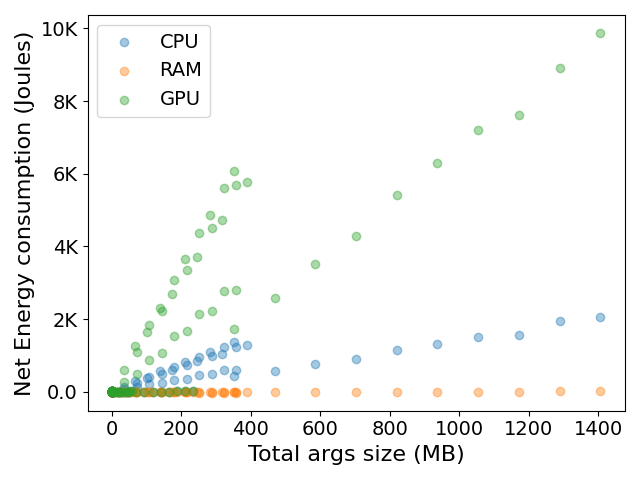 10K
8K
6K
4K
2K
0.0
Net Energy consumption (Joules)
CPU
RAM
GPU
0
200
400
600
800
1000
1200
1400
Total args size (MB)